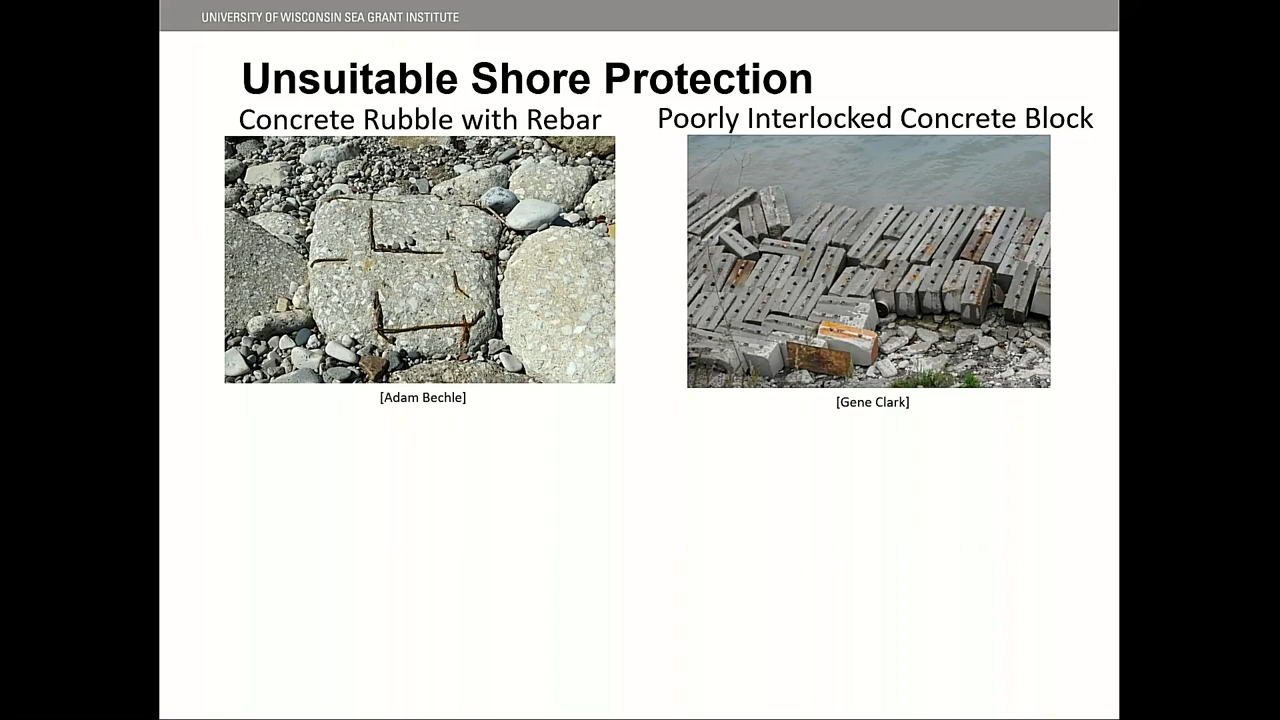 UNIVERSITY OF WISCONSIN SEA GRANT INSTITUTE
Unsuitable Shore Protection
Concrete Rubble with Rebar
Poorly Interlocked Concrete Block
[Adam Bechle]
[Gene Clark]